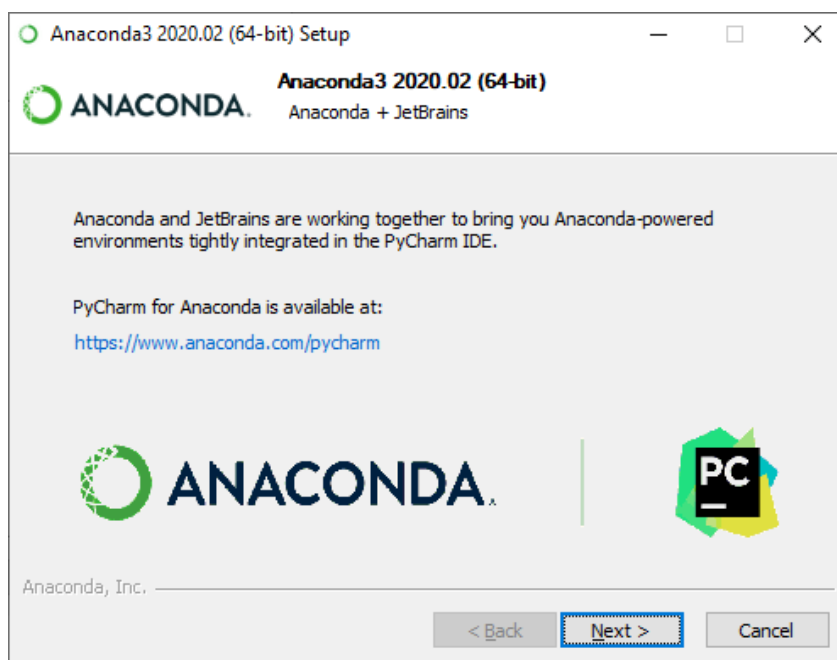 Anaconda3 2020.02 (64-bit) Setup
ANACONDA.
Anaconda3 2020.02 (64-bit)
Anaconda + JetBrains
Anaconda and JetBrains are working together to bring you Anaconda-powered
environments tightly integrated in the PyCharm IDE.
PyCharm for Anaconda is available at:
https://www.anaconda.com/pycharm
ANACONDA.
PC
Anaconda, Inc.
< Back
Next >
Cancel